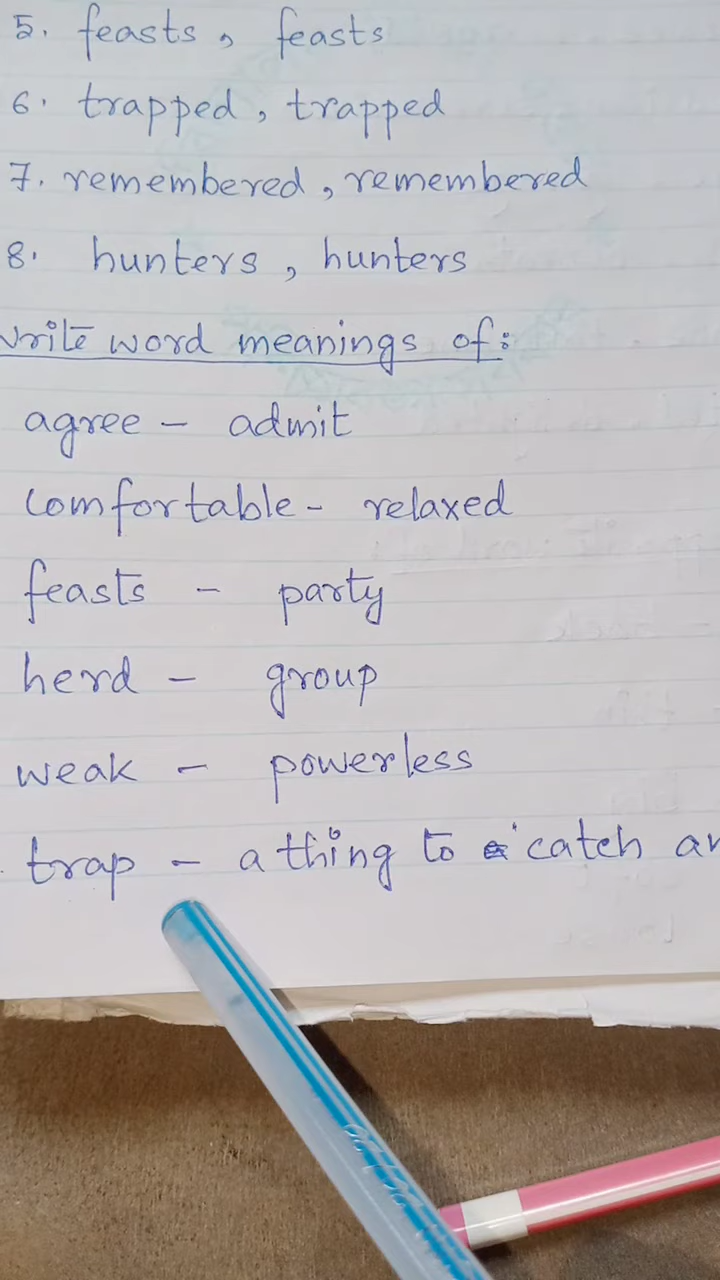 5. feasts, feasts
6. trapped, trapped
7. remembered, remembered
8. hunters, hunters
write word meanings of:
agree - admit
comfortable - relaxed
feasts - party
herd - group
weak - powerless
trap - a thing to catch